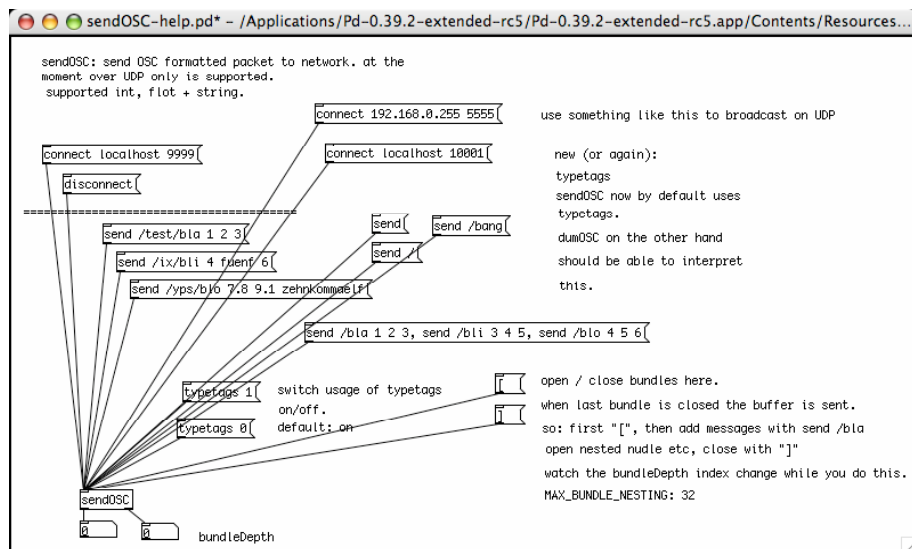 sendOSC-help.pd* - /Applications/Pd-0.39.2-extended-rc5/Pd-0.39.2-extended-rc5.app/Contents/Resources...
sendOSC: send OSC formatted packet to network. at the
moment over UDP only is supported.
supported int, flot + string.
connect 192.168.0.255 5555
use something like this to broadcast on UDP
connect localhost 9999
connect localhost 10001
new (or again):
disconnect
typetags
sendOSC now by default uses
typetags.
==========================================
send
send /bang
send /test/bla 1 2 3
dumOSC on the other hand
send /
send /ix/bli 4 fuenf 6
should be able to interpret
send /yps/blo 7.8 9.1 zehnkommaelf
this.
send /bla 1 2 3, send /bli 3 4 5, send /blo 4 5 6
typetags 1
switch usage of typetags
[
open / close bundles here.
on/off.
]
when last bundle is closed the buffer is sent.
typetags 0
default: on
so: first "[", then add messages with send /bla
open nested nudle etc, close with "]"
watch the bundleDepth index change while you do this.
sendOSC
MAX_BUNDLE_NESTING: 32
0
0
bundleDepth